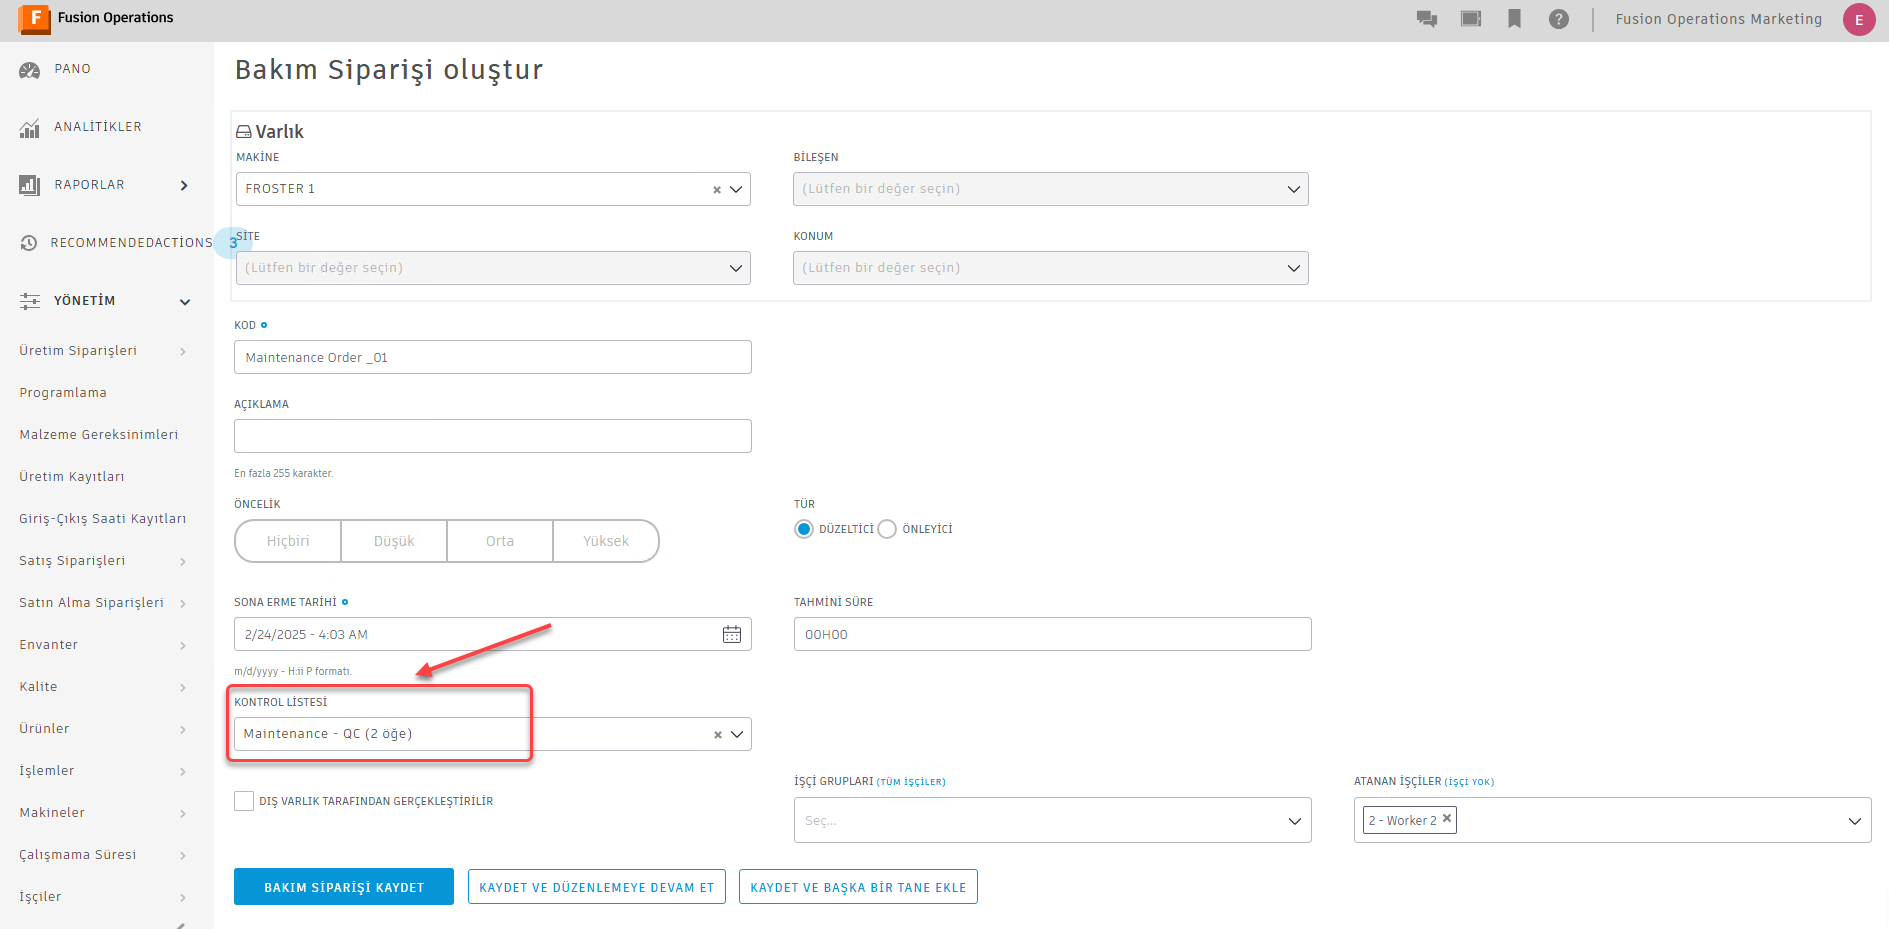 F Fusion Operations
Fusion Operations Marketing E
PANO
ANALİTİKLER
RAPORLAR
RECOMMENDEDACTIONS 3
YÖNETİM
Üretim Siparişleri
Programlama
Malzeme Gereksinimleri
Üretim Kayıtları
Giriş-Çıkış Saati Kayıtları
Satış Siparişleri
Satın Alma Siparişleri
Envanter
Kalite
Ürünler
İşlemler
Makineler
Çalışmama Süresi
İşçiler
Bakım Siparişi oluştur
Varlık
MAKİNE
FROSTER 1
BİLEŞEN
(Lütfen bir değer seçin)
SİTE
(Lütfen bir değer seçin)
KONUM
(Lütfen bir değer seçin)
KOD
Maintenance Order _01
AÇIKLAMA
En fazla 255 karakter.
ÖNCELİK
Hiçbiri Düşük Orta Yüksek
TÜR
DÜZELTİCİ ÖNLEYİCİ
SONA ERME TARİHİ
2/24/2025 - 4:03 AM
m/d/yyyy - H:ii P formatı.
TAHMİNİ SÜRE
00H00
KONTROL LİSTESİ
Maintenance - QC (2 öğe)
DIŞ VARLIK TARAFINDAN GERÇEKLEŞTİRİLİR
İŞÇİ GRUPLARI (TÜM İŞÇİLER)
Seç...
ATANAN İŞÇİLER (İŞÇİ YOK)
2 - Worker 2
BAKIM SİPARİŞİ KAYDET
KAYDET VE DÜZENLEMEYE DEVAM ET
KAYDET VE BAŞKA BİR TANE EKLE